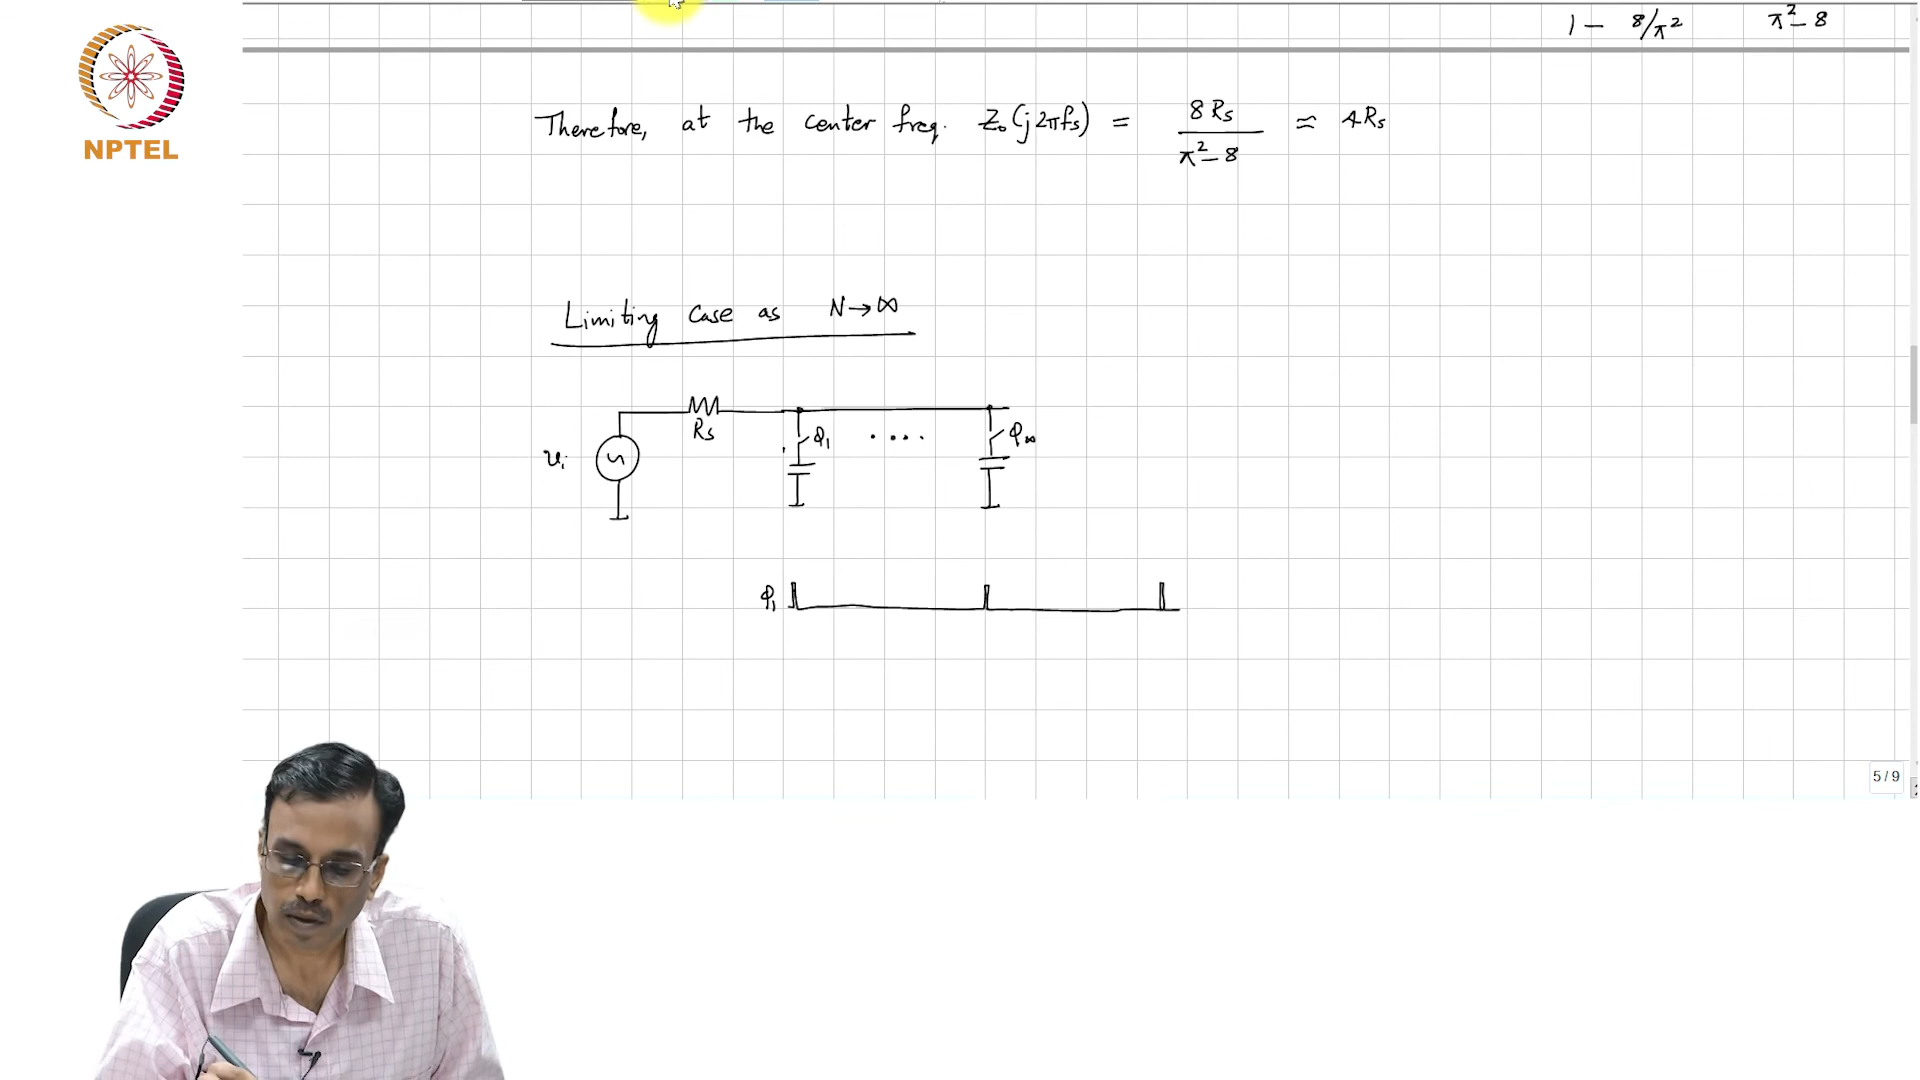 1 - 8/π² π² - 8
NPTEL
Therefore, at the center freq. Z₀(j2πfs) = 8Rs / π² - 8 ≈ 4Rs
Limiting case as N → ∞
Rs
vi
φ1 .... φ∞
φ1
5 / 9